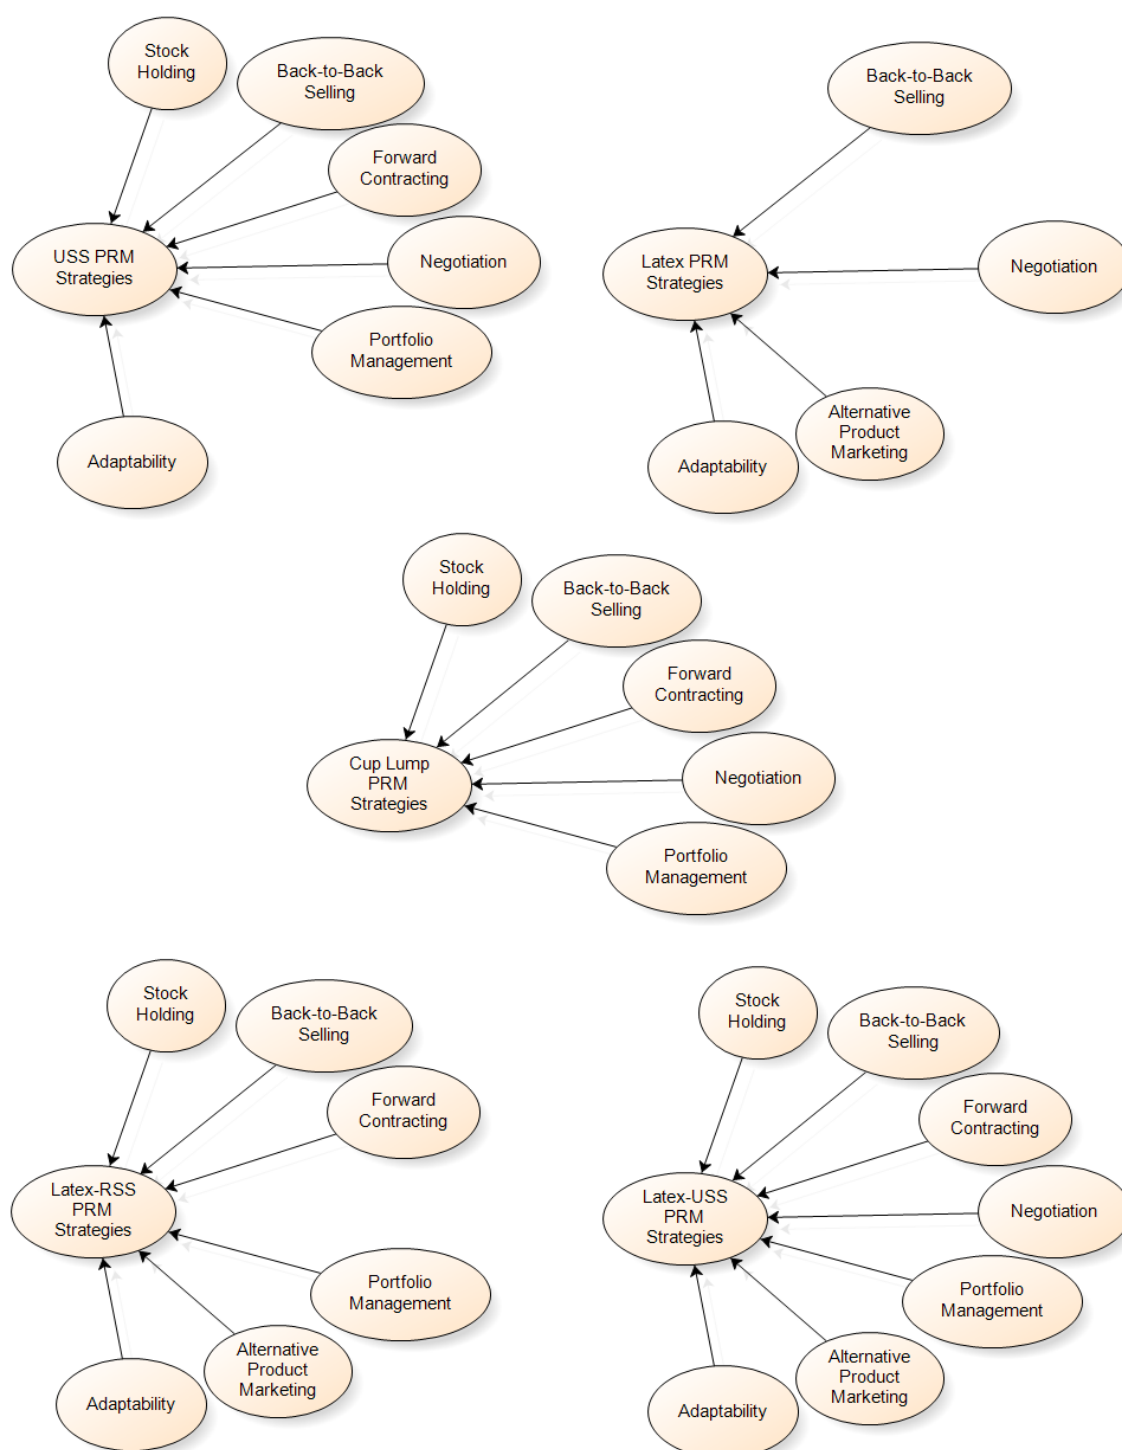 Stock
Holding
Back-to-Back
Selling
Forward
Contracting
USS PRM
Strategies
Negotiation
Portfolio
Management
Adaptability
Back-to-Back
Selling
Latex PRM
Strategies
Negotiation
Alternative
Product
Marketing
Adaptability
Stock
Holding
Back-to-Back
Selling
Forward
Contracting
Cup Lump
PRM
Strategies
Negotiation
Portfolio
Management
Stock
Holding
Back-to-Back
Selling
Forward
Contracting
Latex-RSS
PRM
Strategies
Portfolio
Management
Alternative
Product
Marketing
Adaptability
Stock
Holding
Back-to-Back
Selling
Forward
Contracting
Latex-USS
PRM
Strategies
Negotiation
Portfolio
Management
Alternative
Product
Marketing
Adaptability